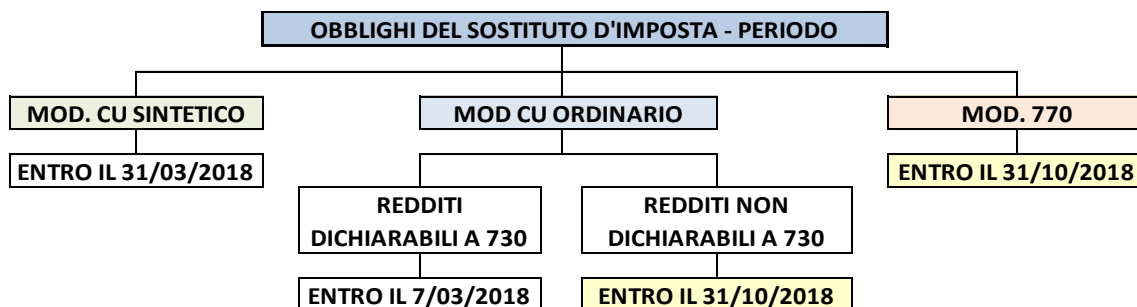 OBBLIGHI DEL SOSTITUTO D'IMPOSTA - PERIODO
MOD. CU SINTETICO
MOD CU ORDINARIO
MOD. 770
ENTRO IL 31/03/2018
ENTRO IL 31/10/2018
REDDITI
DICHIARABILI A 730
REDDITI NON
DICHIARABILI A 730
ENTRO IL 7/03/2018
ENTRO IL 31/10/2018